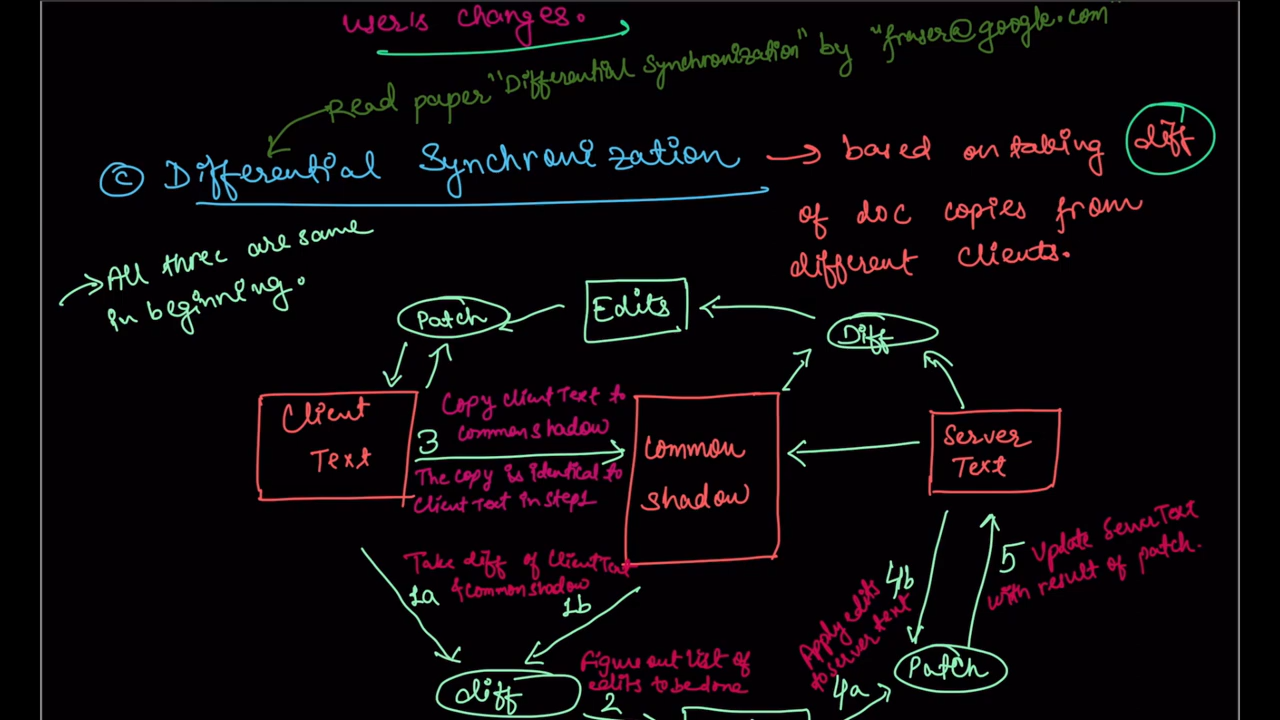 user's changes.
Read paper "Differential Synchronization" by "fraser@google.com"
© Differential Synchronization → based on taking diff
of doc copies from
different clients.
→ All three are same
in beginning.
Patch
Edits
Diff
Client
Text
3
Copy client Text to
common shadow
The copy is identical to
Client Text in step 1
Common
shadow
Server
Text
Take diff of Client Text
& common shadow
1a
1b
diff
Figure out list of
edits to be done
2
Apply edits
to server text
4a
4b
Patch
5
Update Server Text
with result of patch.